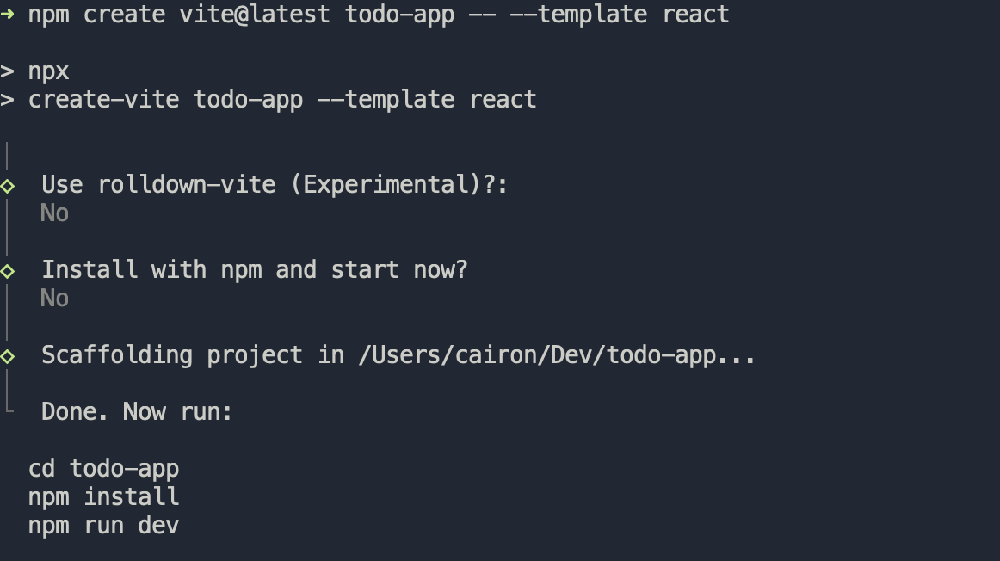 ➜ npm create vite@latest todo-app -- --template react
> npx
> create-vite todo-app --template react
◇ Use rolldown-vite (Experimental)?:
No
◇ Install with npm and start now?
No
◇ Scaffolding project in /Users/cairon/Dev/todo-app...
Done. Now run:
cd todo-app
npm install
npm run dev